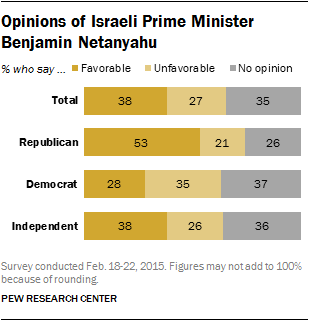 Opinions of Israeli Prime Minister
Benjamin Netanyahu
% who say ... Favorable Unfavorable No opinion
Total 38 27 35
Republican 53 21 26
Democrat 28 35 37
Independent 38 26 36
Survey conducted Feb. 18-22, 2015. Figures may not add to 100%
because of rounding.
PEW RESEARCH CENTER